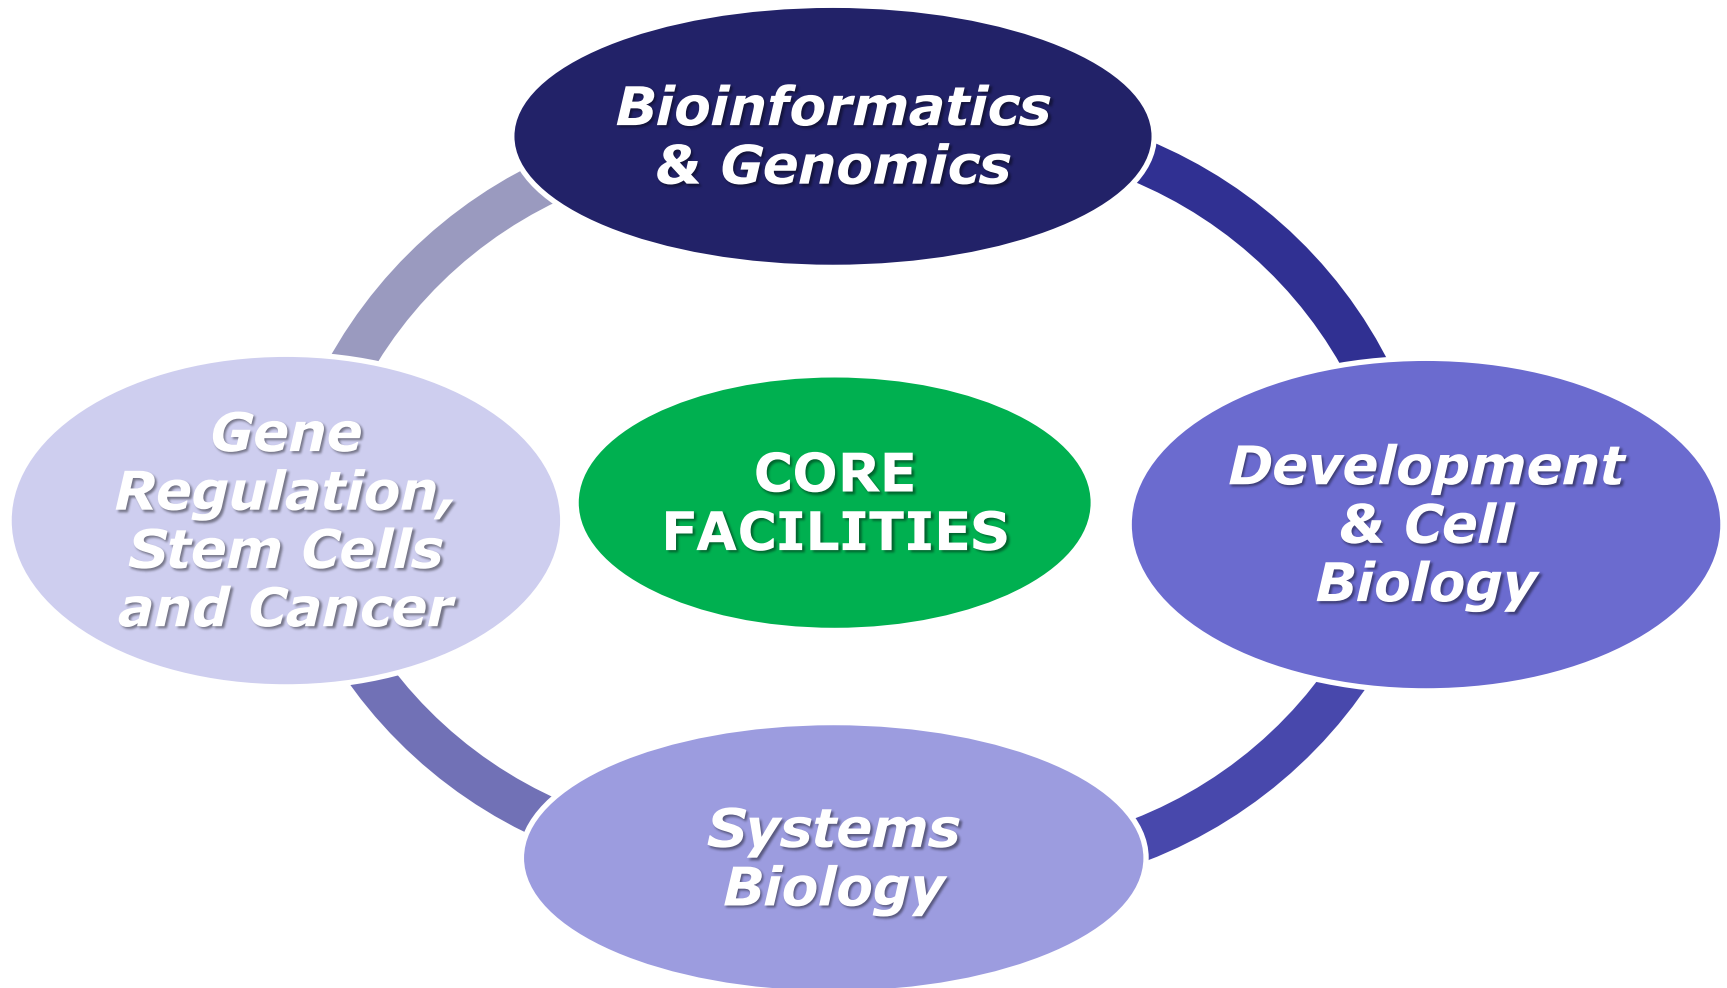 Bioinformatics
& Genomics
Gene
Regulation,
Stem Cells
and Cancer
CORE
FACILITIES
Development
& Cell
Biology
Systems
Biology